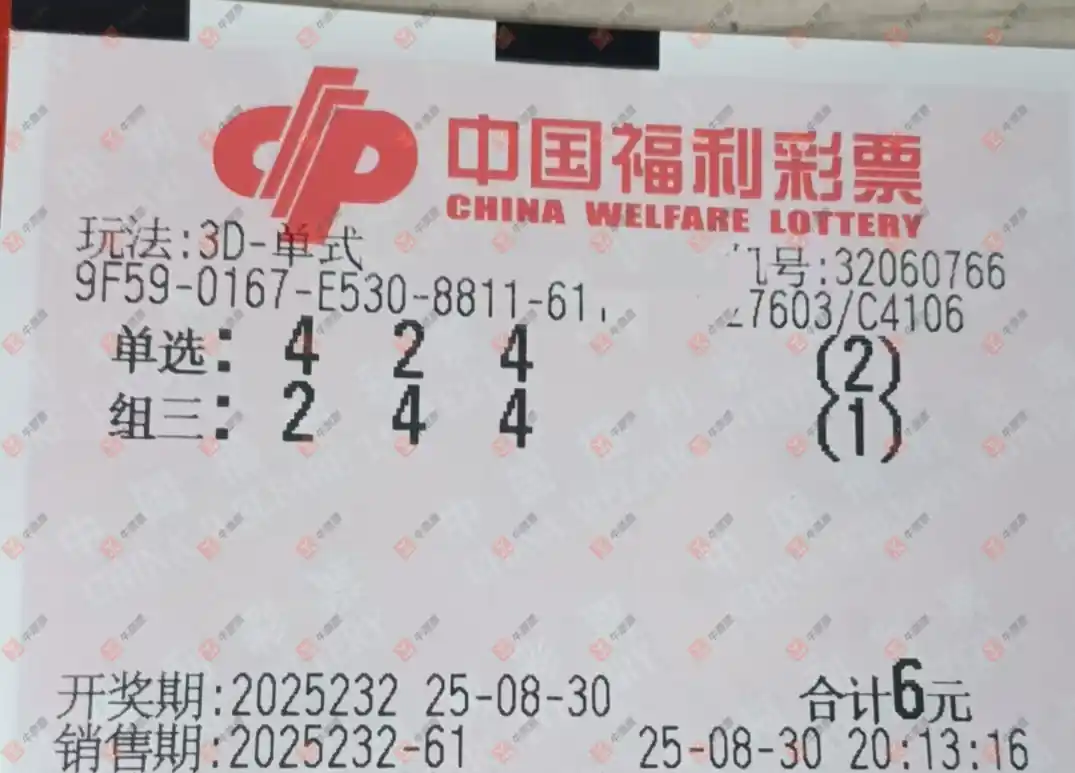 中国福利彩票
CHINA WELFARE LOTTERY
玩法:3D-单式
号:32060766
9F59-0167-E530-8811-61
7603/C4106
单选: 4 2 4 (2)
组三: 2 4 4 (1)
开奖期:2025232 25-08-30 合计6元
销售期:2025232-61 25-08-30 20:13:16